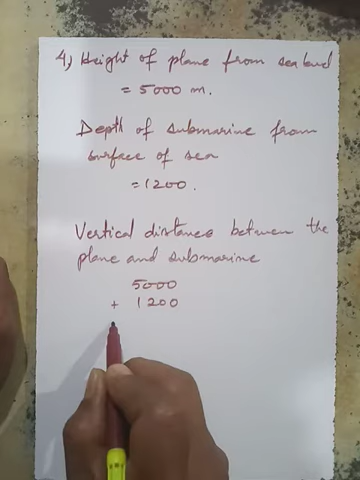 4) Height of plane from sea level
= 5000 m.
Depth of submarine from
surface of sea
= 1200.
Vertical distance between the
plane and submarine
5000
+ 1200